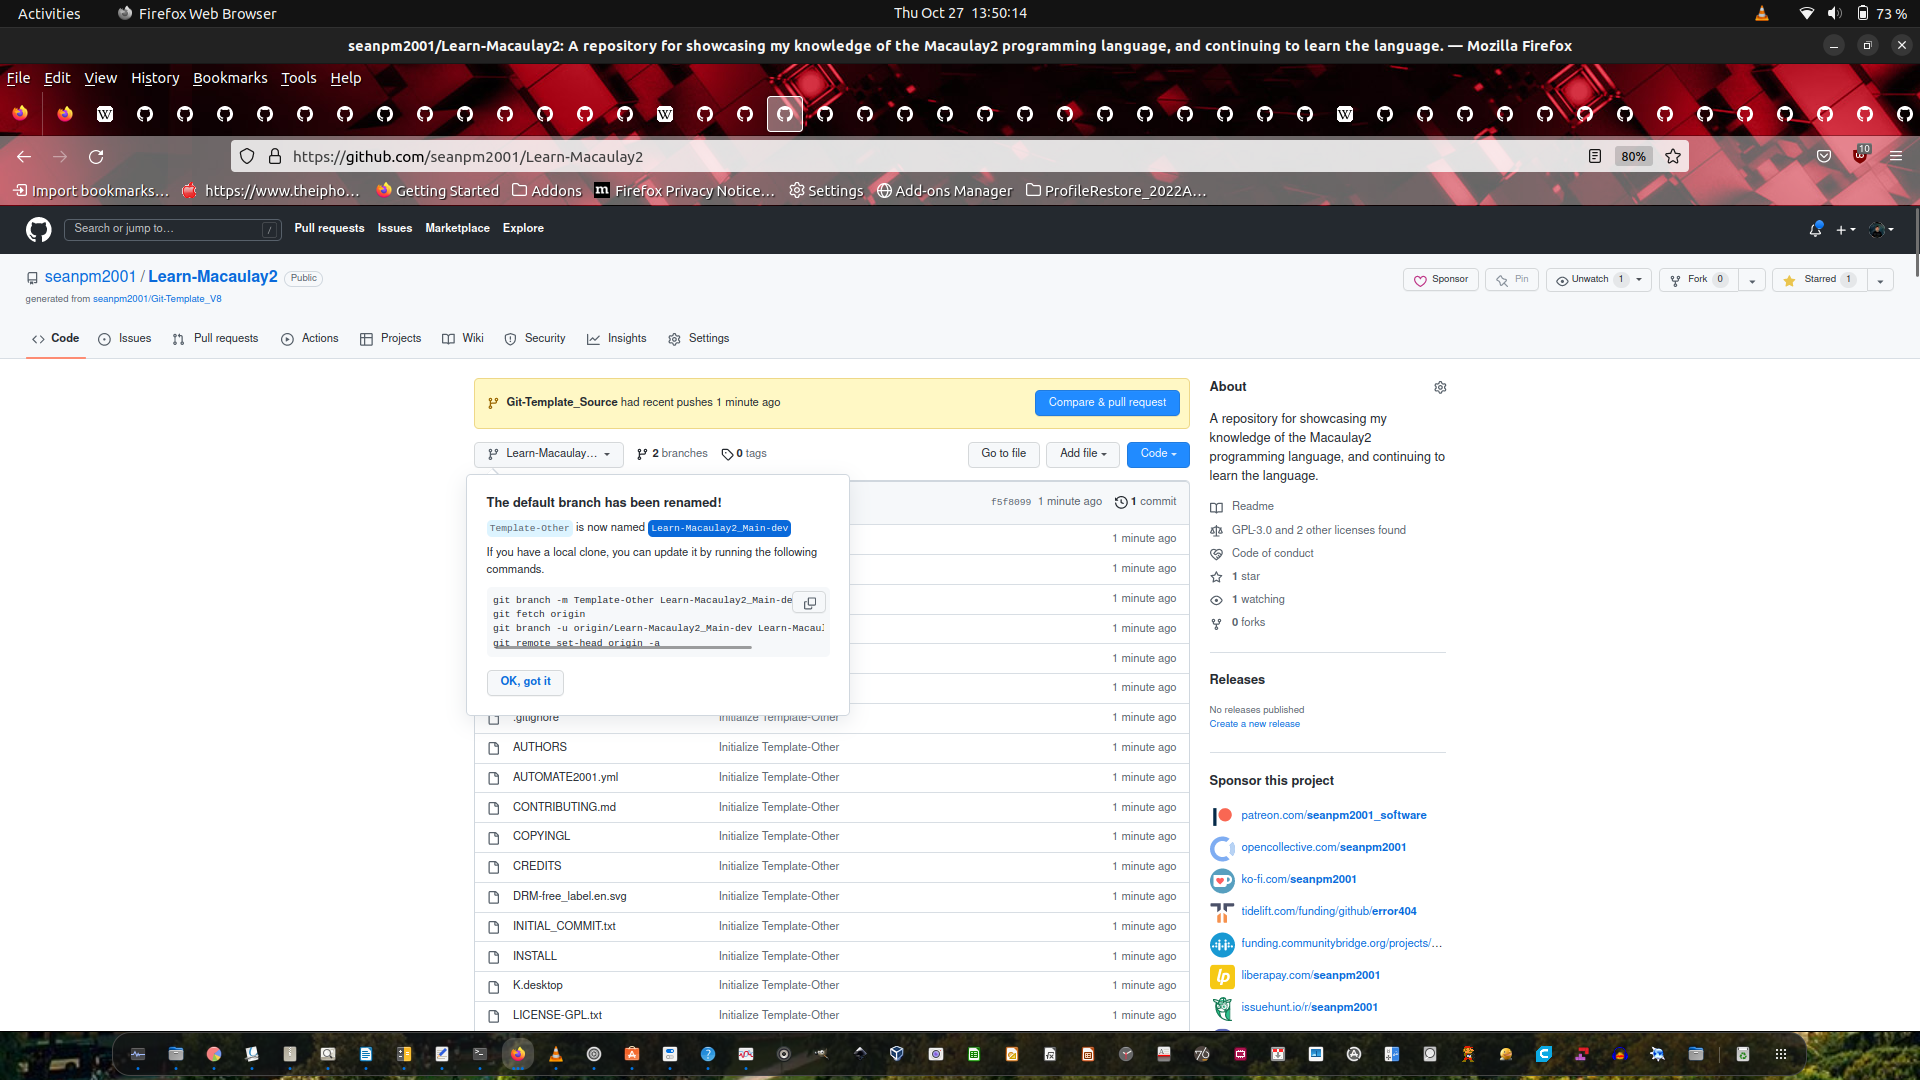 Activities
Firefox Web Browser
Thu Oct 27  13:50:14
73 %
seanpm2001/Learn-Macaulay2: A repository for showcasing my knowledge of the Macaulay2 programming language, and continuing to learn the language. — Mozilla Firefox
File Edit View History Bookmarks Tools Help
https://github.com/seanpm2001/Learn-Macaulay2
80%
10
Import bookmarks…
https://www.theipho…
Getting Started
Addons
Firefox Privacy Notice…
Settings
Add-ons Manager
ProfileRestore_2022A…
Search or jump to…
/
Pull requests
Issues
Marketplace
Explore
seanpm2001 / Learn-Macaulay2
Public
Sponsor
Pin
Unwatch 1
Fork 0
Starred 1
generated from seanpm2001/Git-Template_V8
Code
Issues
Pull requests
Actions
Projects
Wiki
Security
Insights
Settings
Git-Template_Source had recent pushes 1 minute ago
Compare & pull request
Learn-Macaulay…
2 branches
0 tags
Go to file
Add file
Code
The default branch has been renamed!
Template-Other is now named Learn-Macaulay2_Main-dev
If you have a local clone, you can update it by running the following
commands.
git branch -m Template-Other Learn-Macaulay2_Main-de
git fetch origin
git branch -u origin/Learn-Macaulay2_Main-dev Learn-Macaul
git remote set-head origin -a
OK, got it
f5f8099 1 minute ago
1 commit
1 minute ago
1 minute ago
1 minute ago
1 minute ago
1 minute ago
1 minute ago
.gitignore Initialize Template-Other 1 minute ago
AUTHORS Initialize Template-Other 1 minute ago
AUTOMATE2001.yml Initialize Template-Other 1 minute ago
CONTRIBUTING.md Initialize Template-Other 1 minute ago
COPYINGL Initialize Template-Other 1 minute ago
CREDITS Initialize Template-Other 1 minute ago
DRM-free_label.en.svg Initialize Template-Other 1 minute ago
INITIAL_COMMIT.txt Initialize Template-Other 1 minute ago
INSTALL Initialize Template-Other 1 minute ago
K.desktop Initialize Template-Other 1 minute ago
LICENSE-GPL.txt Initialize Template-Other 1 minute ago
About
A repository for showcasing my
knowledge of the Macaulay2
programming language, and continuing to
learn the language.
Readme
GPL-3.0 and 2 other licenses found
Code of conduct
1 star
1 watching
0 forks
Releases
No releases published
Create a new release
Sponsor this project
patreon.com/seanpm2001_software
opencollective.com/seanpm2001
ko-fi.com/seanpm2001
tidelift.com/funding/github/error404
funding.communitybridge.org/projects/…
lp
liberapay.com/seanpm2001
issuehunt.io/r/seanpm2001